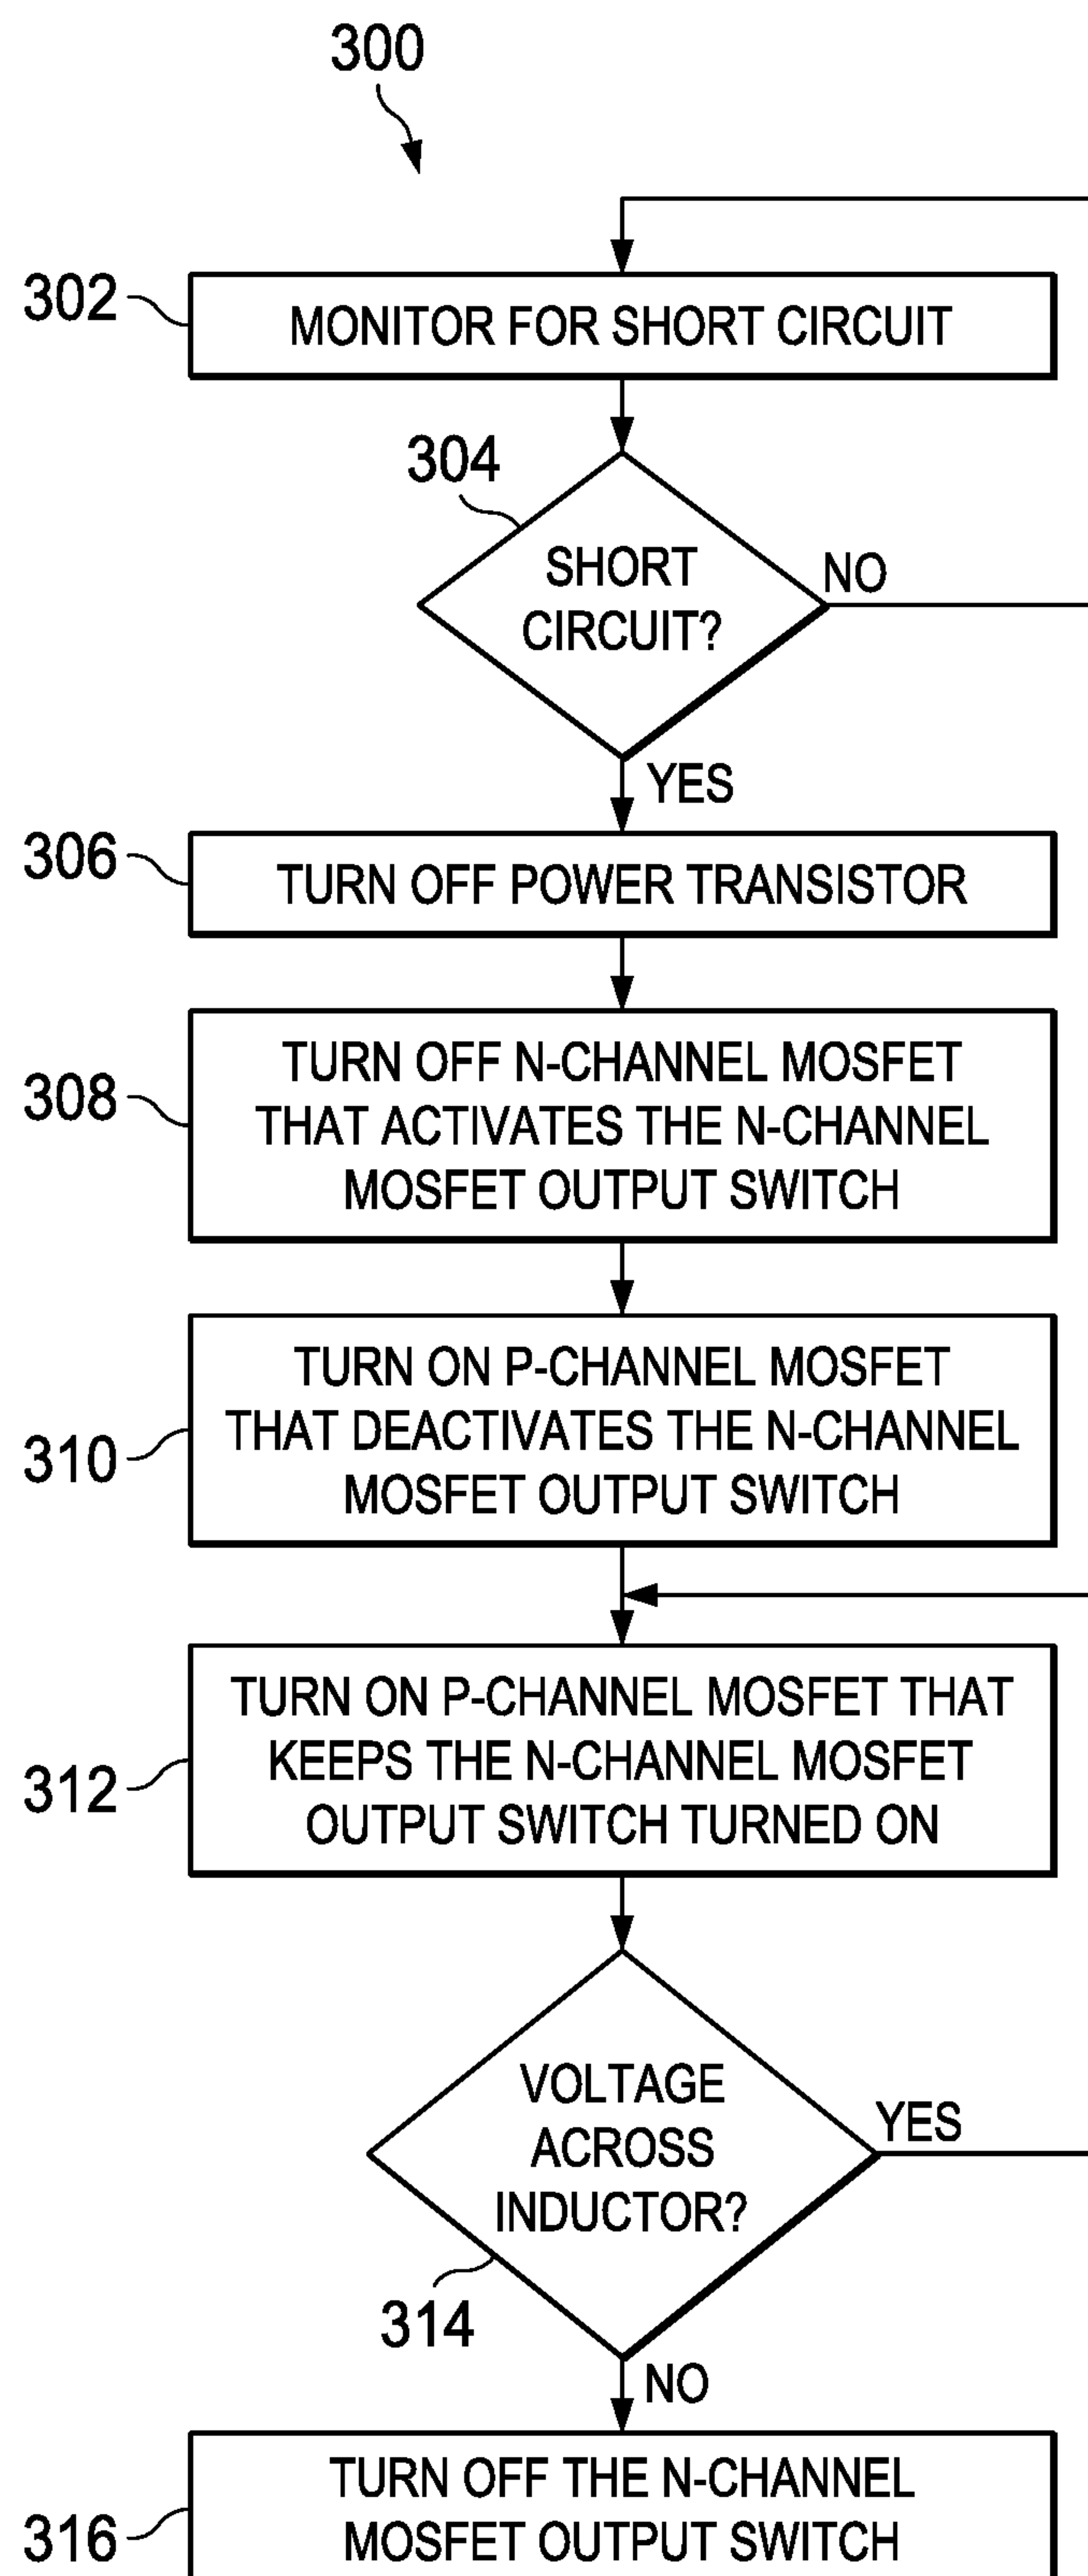 300
302
MONITOR FOR SHORT CIRCUIT
304
SHORT
CIRCUIT?
NO
YES
306
TURN OFF POWER TRANSISTOR
308
TURN OFF N-CHANNEL MOSFET
THAT ACTIVATES THE N-CHANNEL
MOSFET OUTPUT SWITCH
310
TURN ON P-CHANNEL MOSFET
THAT DEACTIVATES THE N-CHANNEL
MOSFET OUTPUT SWITCH
312
TURN ON P-CHANNEL MOSFET THAT
KEEPS THE N-CHANNEL MOSFET
OUTPUT SWITCH TURNED ON
VOLTAGE
ACROSS
INDUCTOR?
YES
314
NO
316
TURN OFF THE N-CHANNEL
MOSFET OUTPUT SWITCH